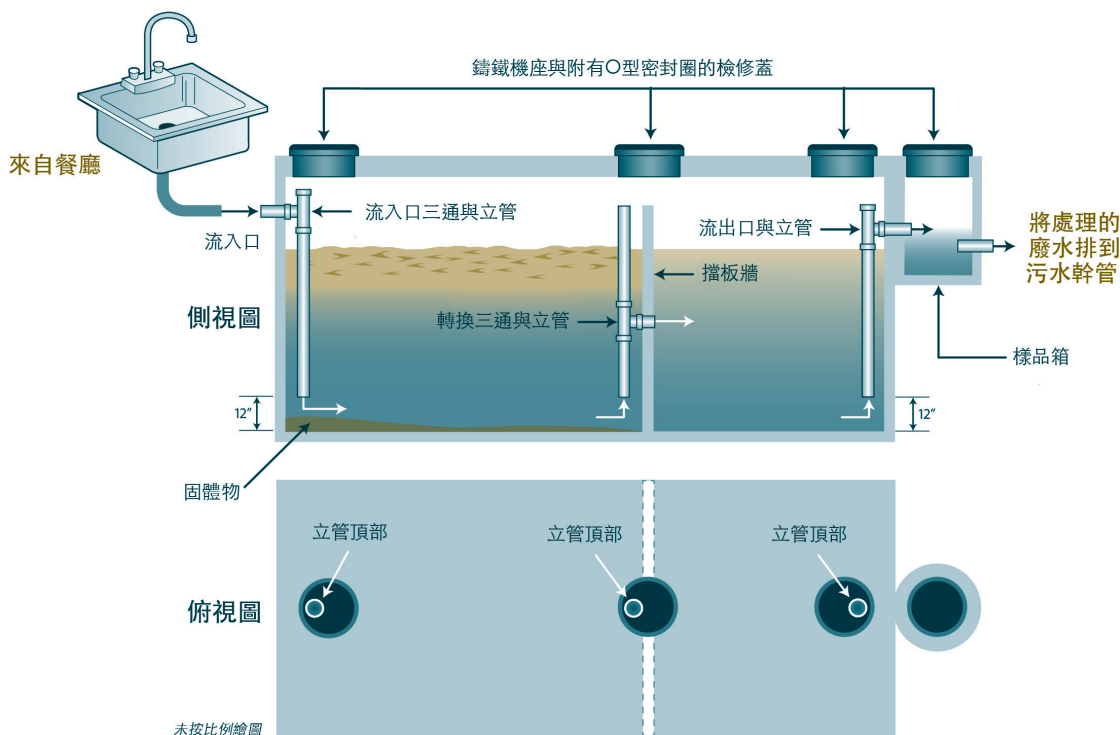 鑄鐵機座與附有O型密封圈的檢修蓋
來自餐廳
流入口三通與立管
流入口
流出口與立管
將處理的
廢水排到
污水幹管
擋板牆
側視圖
轉換三通與立管
樣品箱
12"
12"
固體物
立管頂部
立管頂部
立管頂部
俯視圖
未按比例繪圖